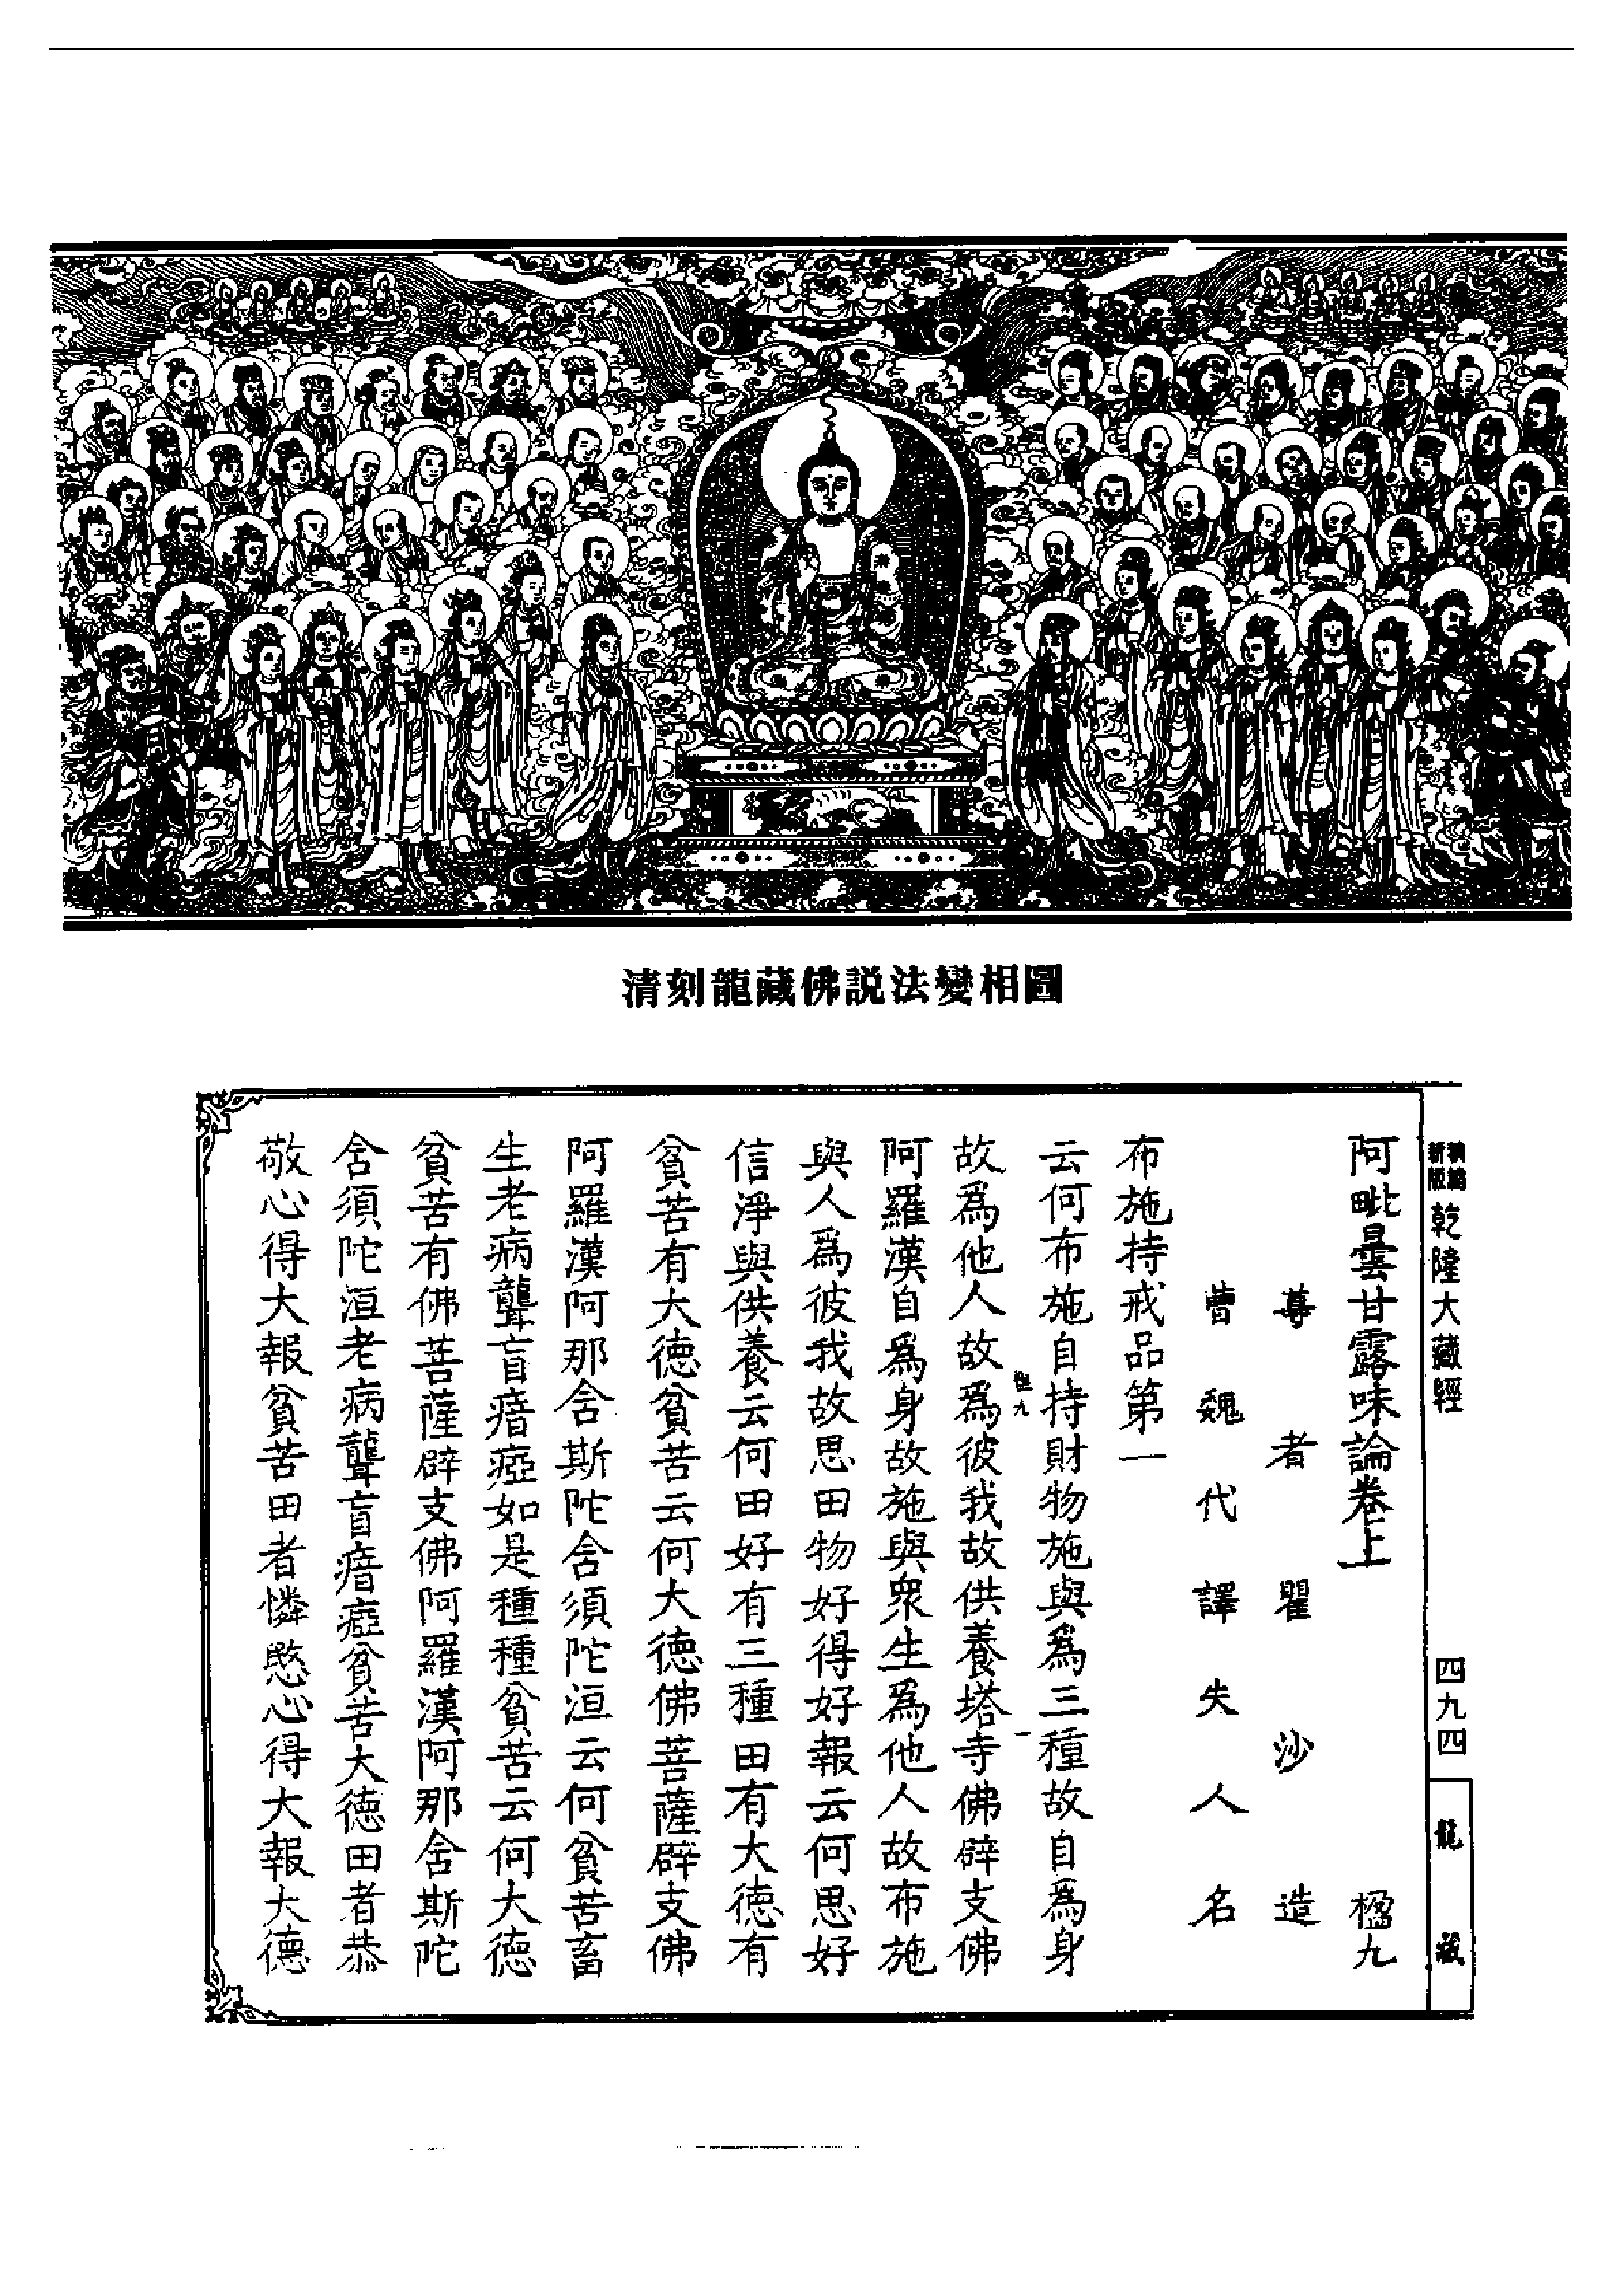 清刻龍藏佛説法變相圖
新版
乾隆大藏經
四九四
龍藏
阿毗曇甘露味論卷上 楹九
尊者瞿沙造
曹魏代譯失人名
布施持戒品第一
云何布施自持財物施與爲三種故自爲身
楹九 一
故爲他人故爲彼我故供養塔寺佛辟支佛
阿羅漢自爲身故施與衆生爲他人故布施
與人爲彼我故思田物好得好報云何思好
信淨與供養云何田好有三種田有大德有
貧苦有大德貧苦云何大德佛菩薩辟支佛
阿羅漢阿那舍斯陀含須陀洹云何貧苦畜
生老病聾盲瘖瘂如是種種貧苦云何大德
貧苦有佛菩薩辟支佛阿羅漢阿那舍斯陀
含須陀洹老病聾盲瘖瘂貧苦大德田者恭
敬心得大報貧苦田者憐愍心得大報大德